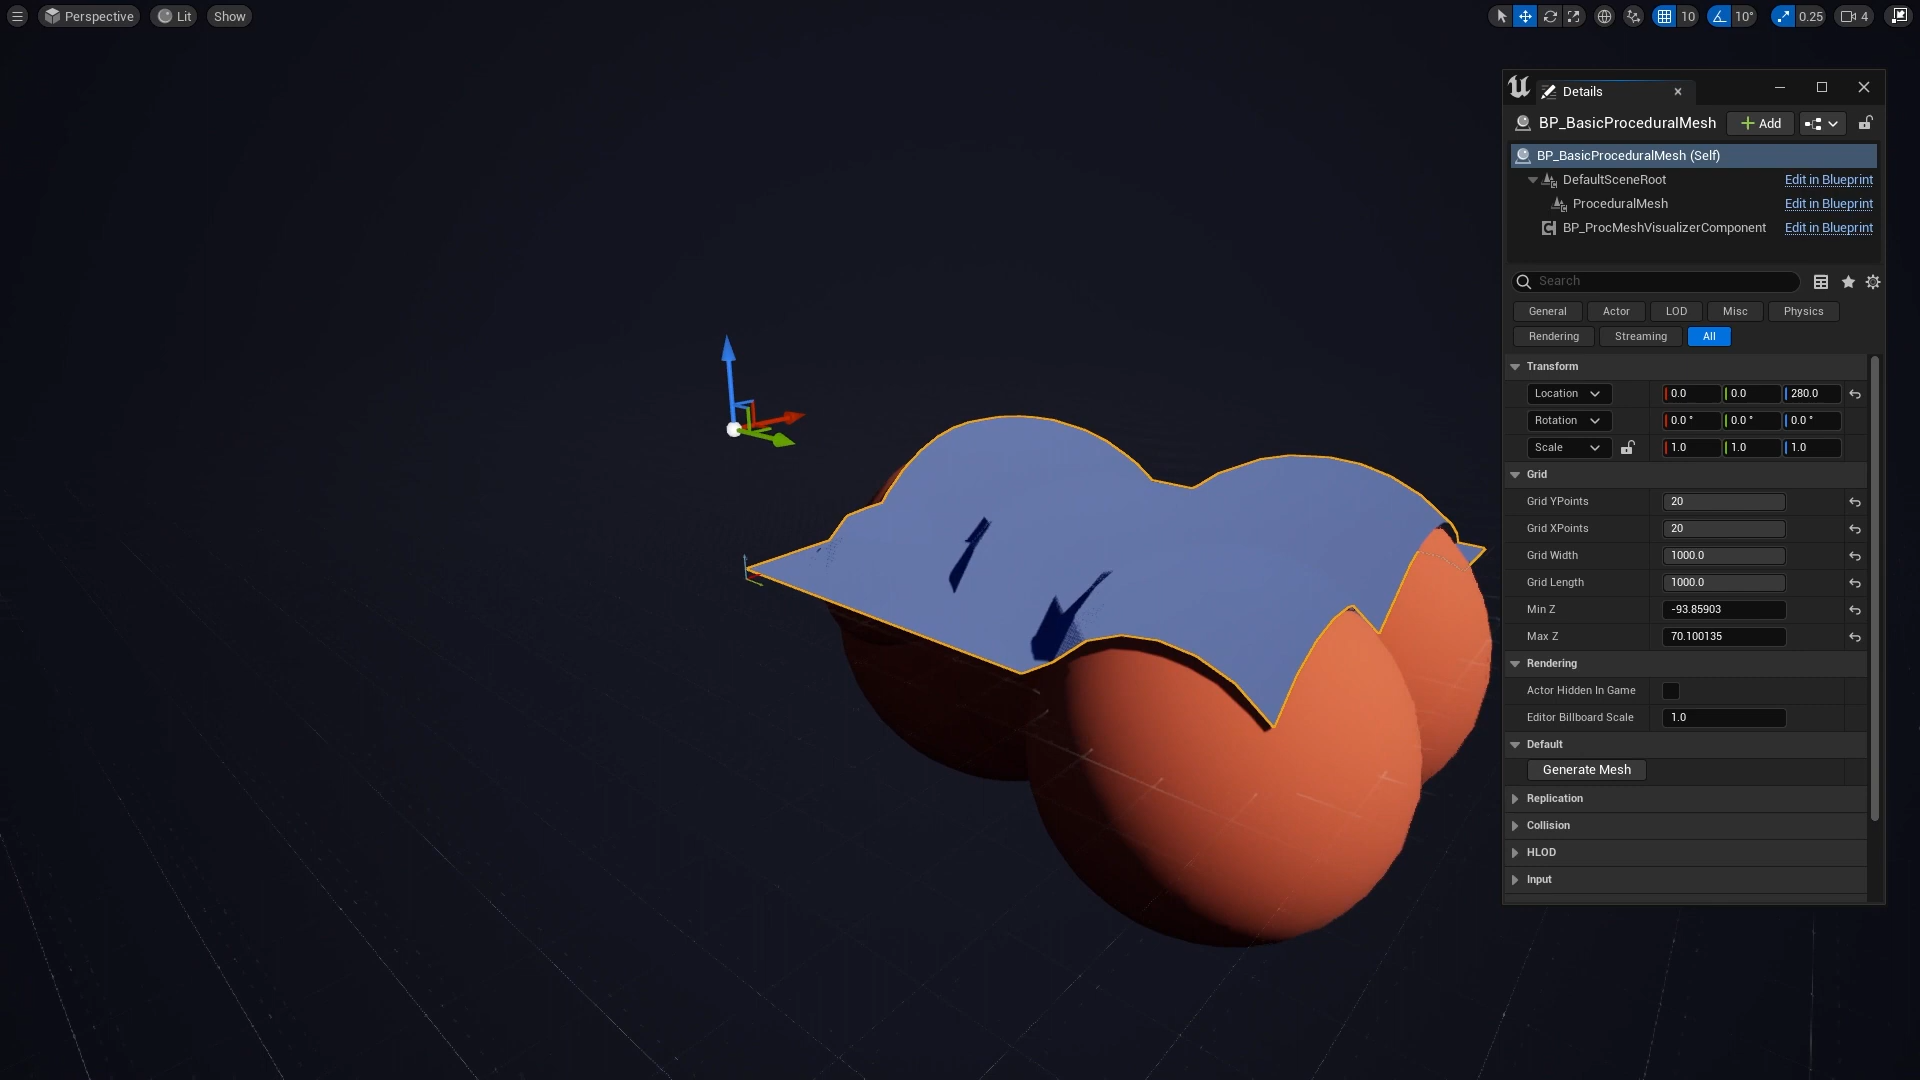 Perspective Lit Show 10 10° 0.25 4
Details
BP_BasicProceduralMesh Add
BP_BasicProceduralMesh (Self)
DefaultSceneRoot Edit in Blueprint
ProceduralMesh Edit in Blueprint
BP_ProcMeshVisualizerComponent Edit in Blueprint
Search
General Actor LOD Misc Physics
Rendering Streaming All
Transform
Location 0.0 0.0 280.0
Rotation 0.0 ° 0.0 ° 0.0 °
Scale 1.0 1.0 1.0
Grid
Grid YPoints 20
Grid XPoints 20
Grid Width 1000.0
Grid Length 1000.0
Min Z -93.85903
Max Z 70.100135
Rendering
Actor Hidden In Game
Editor Billboard Scale 1.0
Default
Generate Mesh
Replication
Collision
HLOD
Input